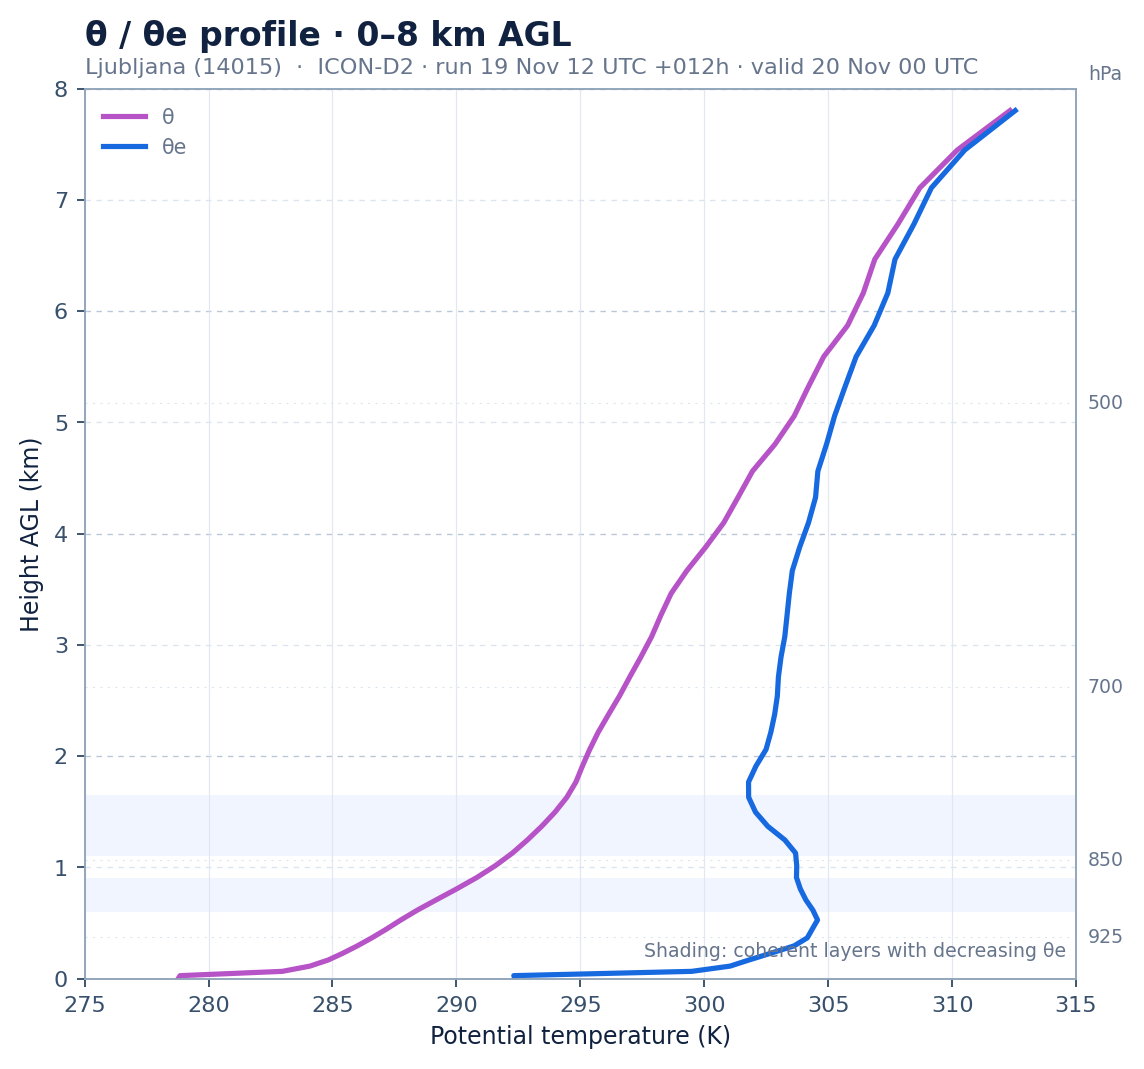 θ / θe profile · 0–8 km AGL
Ljubljana (14015)  ·  ICON-D2 · run 19 Nov 12 UTC +012h · valid 20 Nov 00 UTC
hPa
θ
θe
8
7
6
5
4
3
2
1
0
Height AGL (km)
500
700
850
925
Shading: coherent layers with decreasing θe
275 280 285 290 295 300 305 310 315
Potential temperature (K)